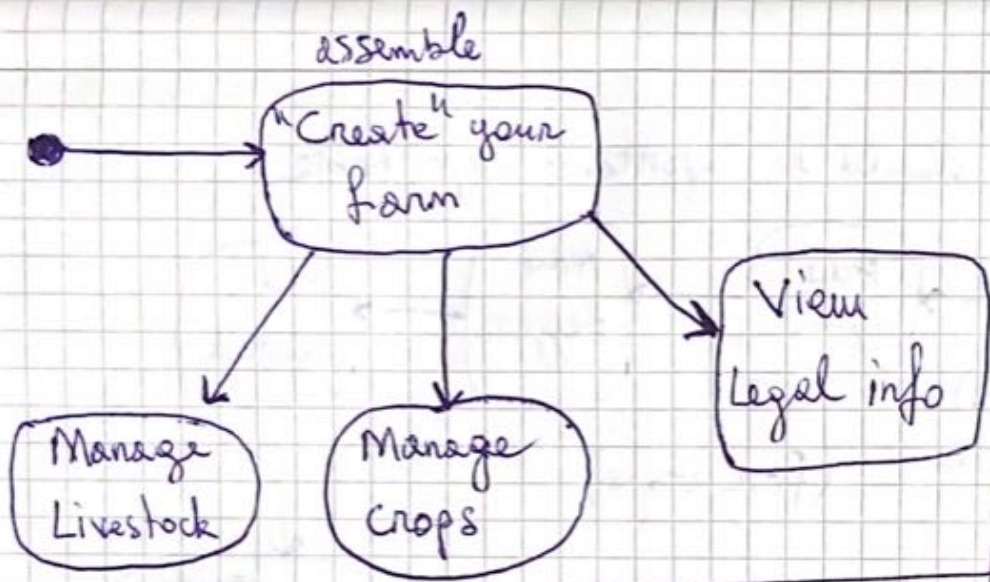 assemble
"Create" your
farm
View
Legal info
Manage
Livestock
Manage
Crops